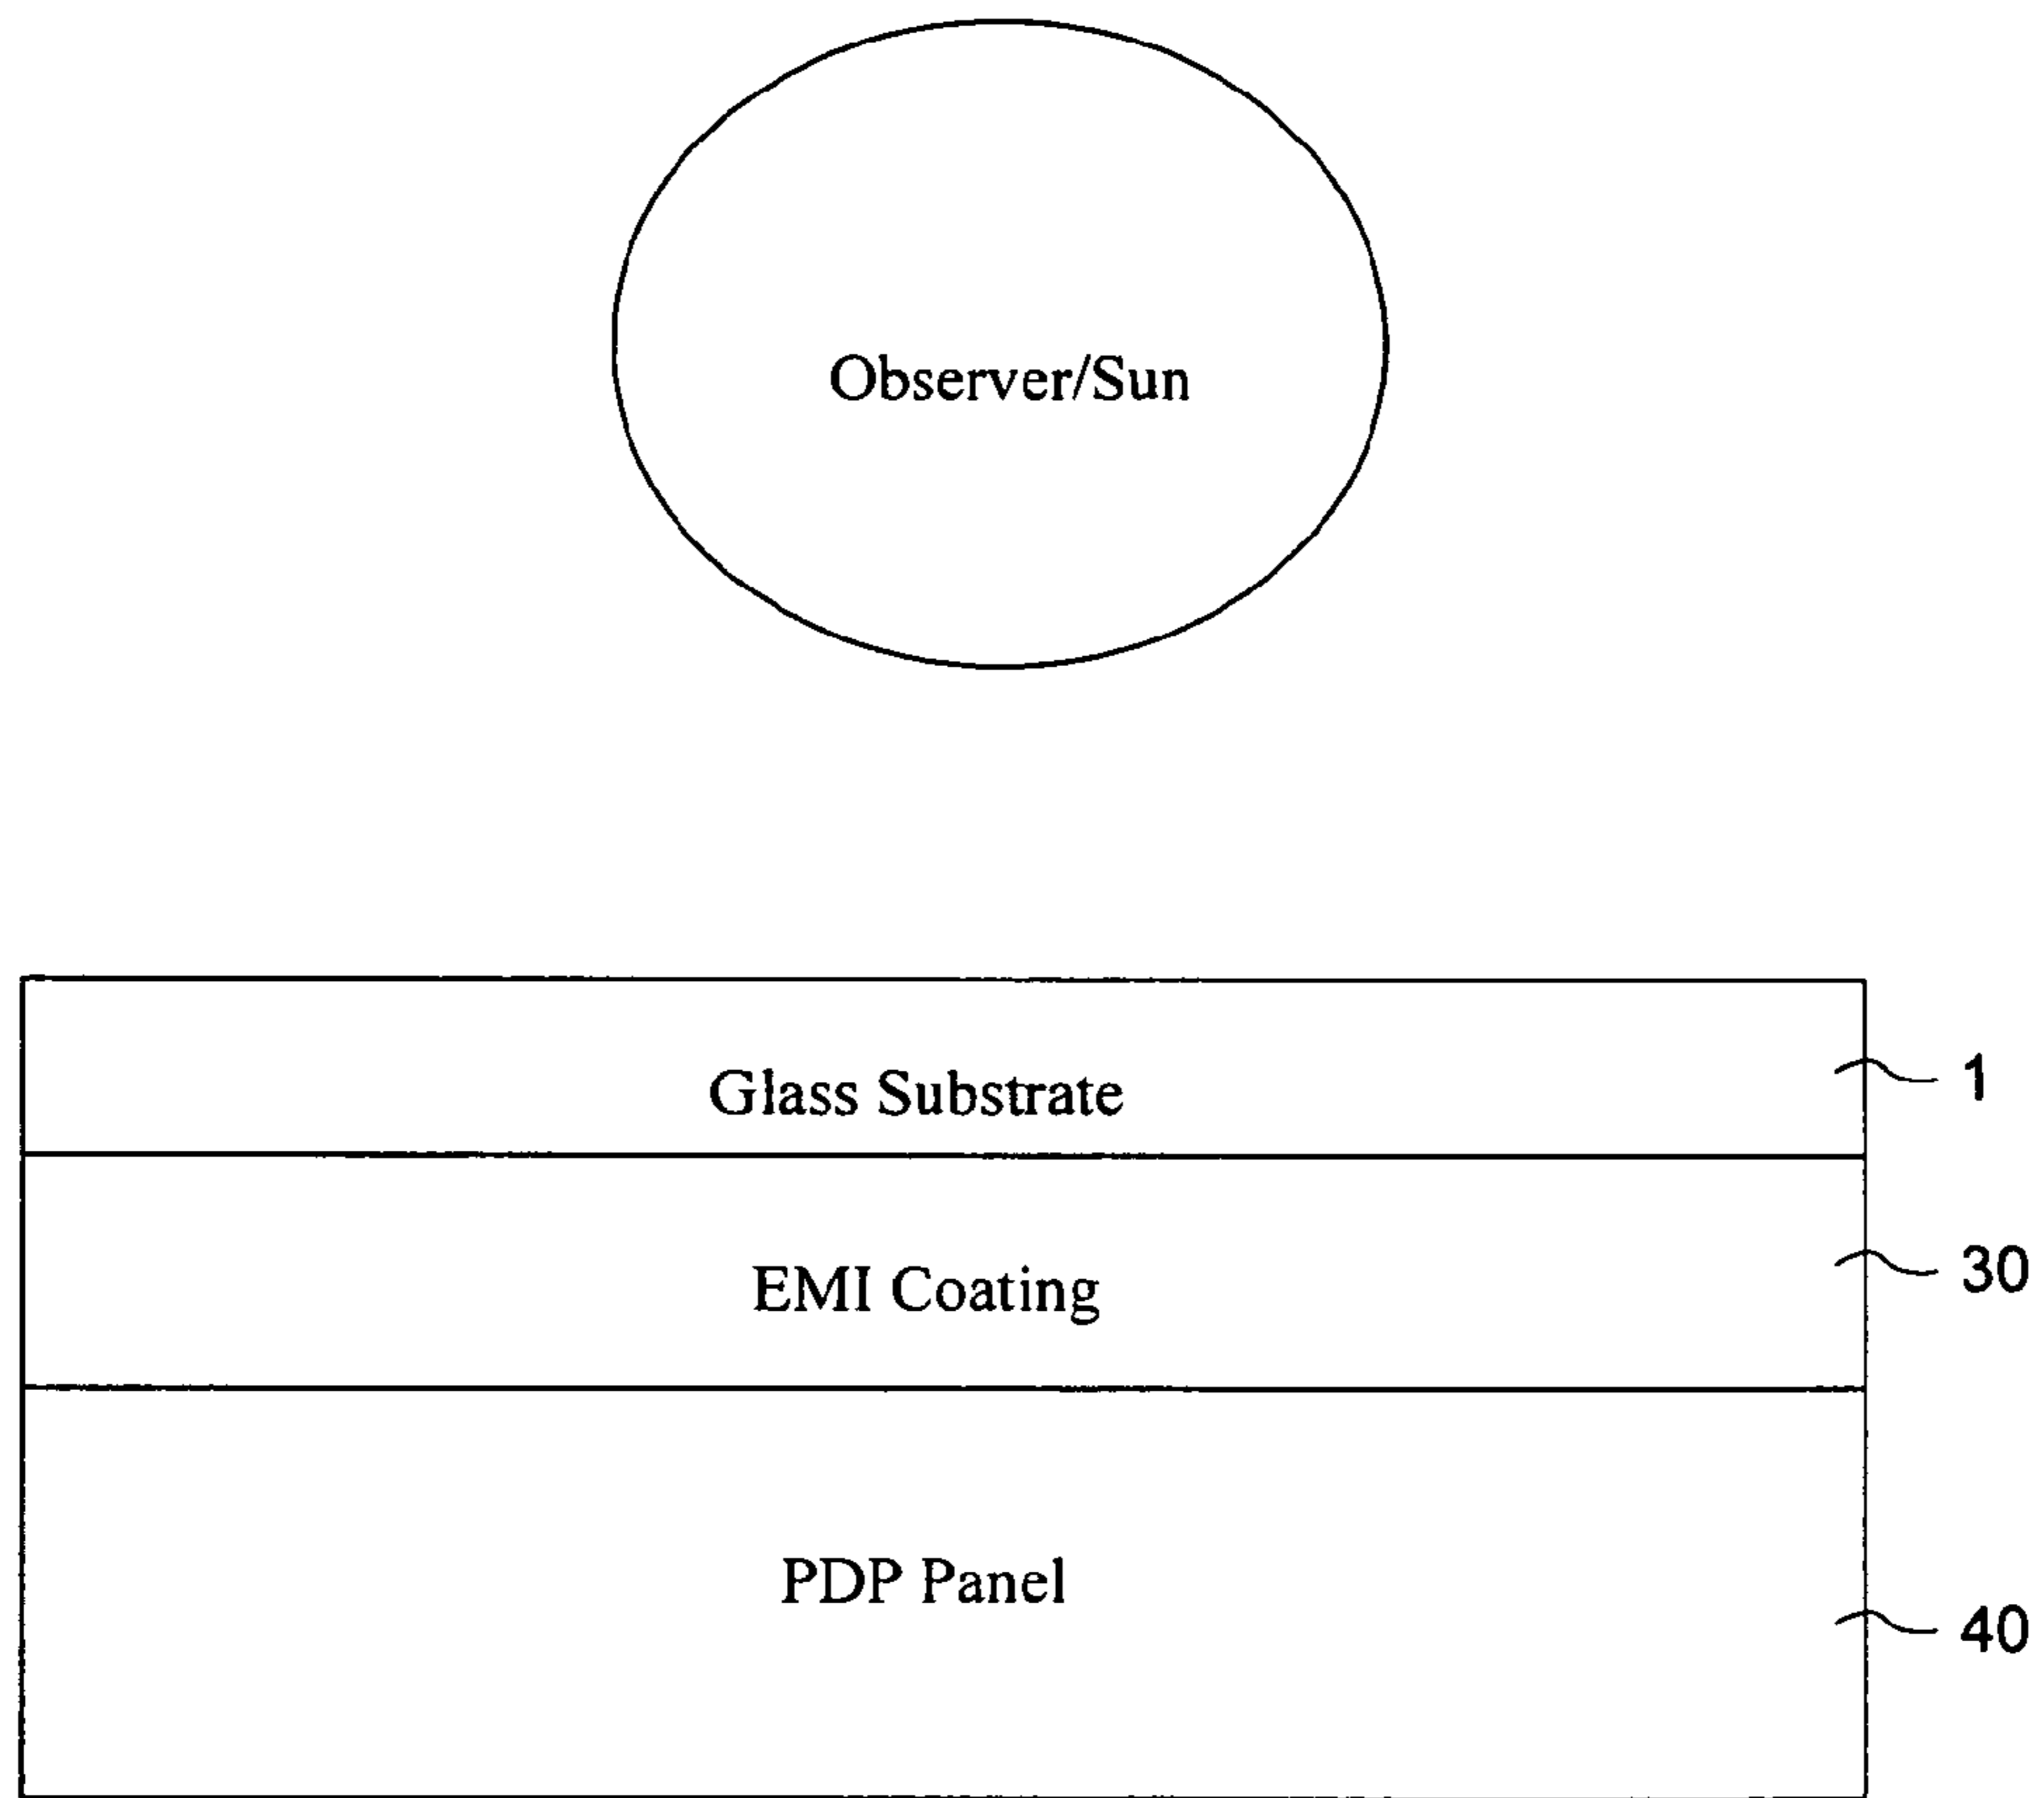 Observer/Sun
Glass Substrate
1
EMI Coating
30
PDP Panel
40